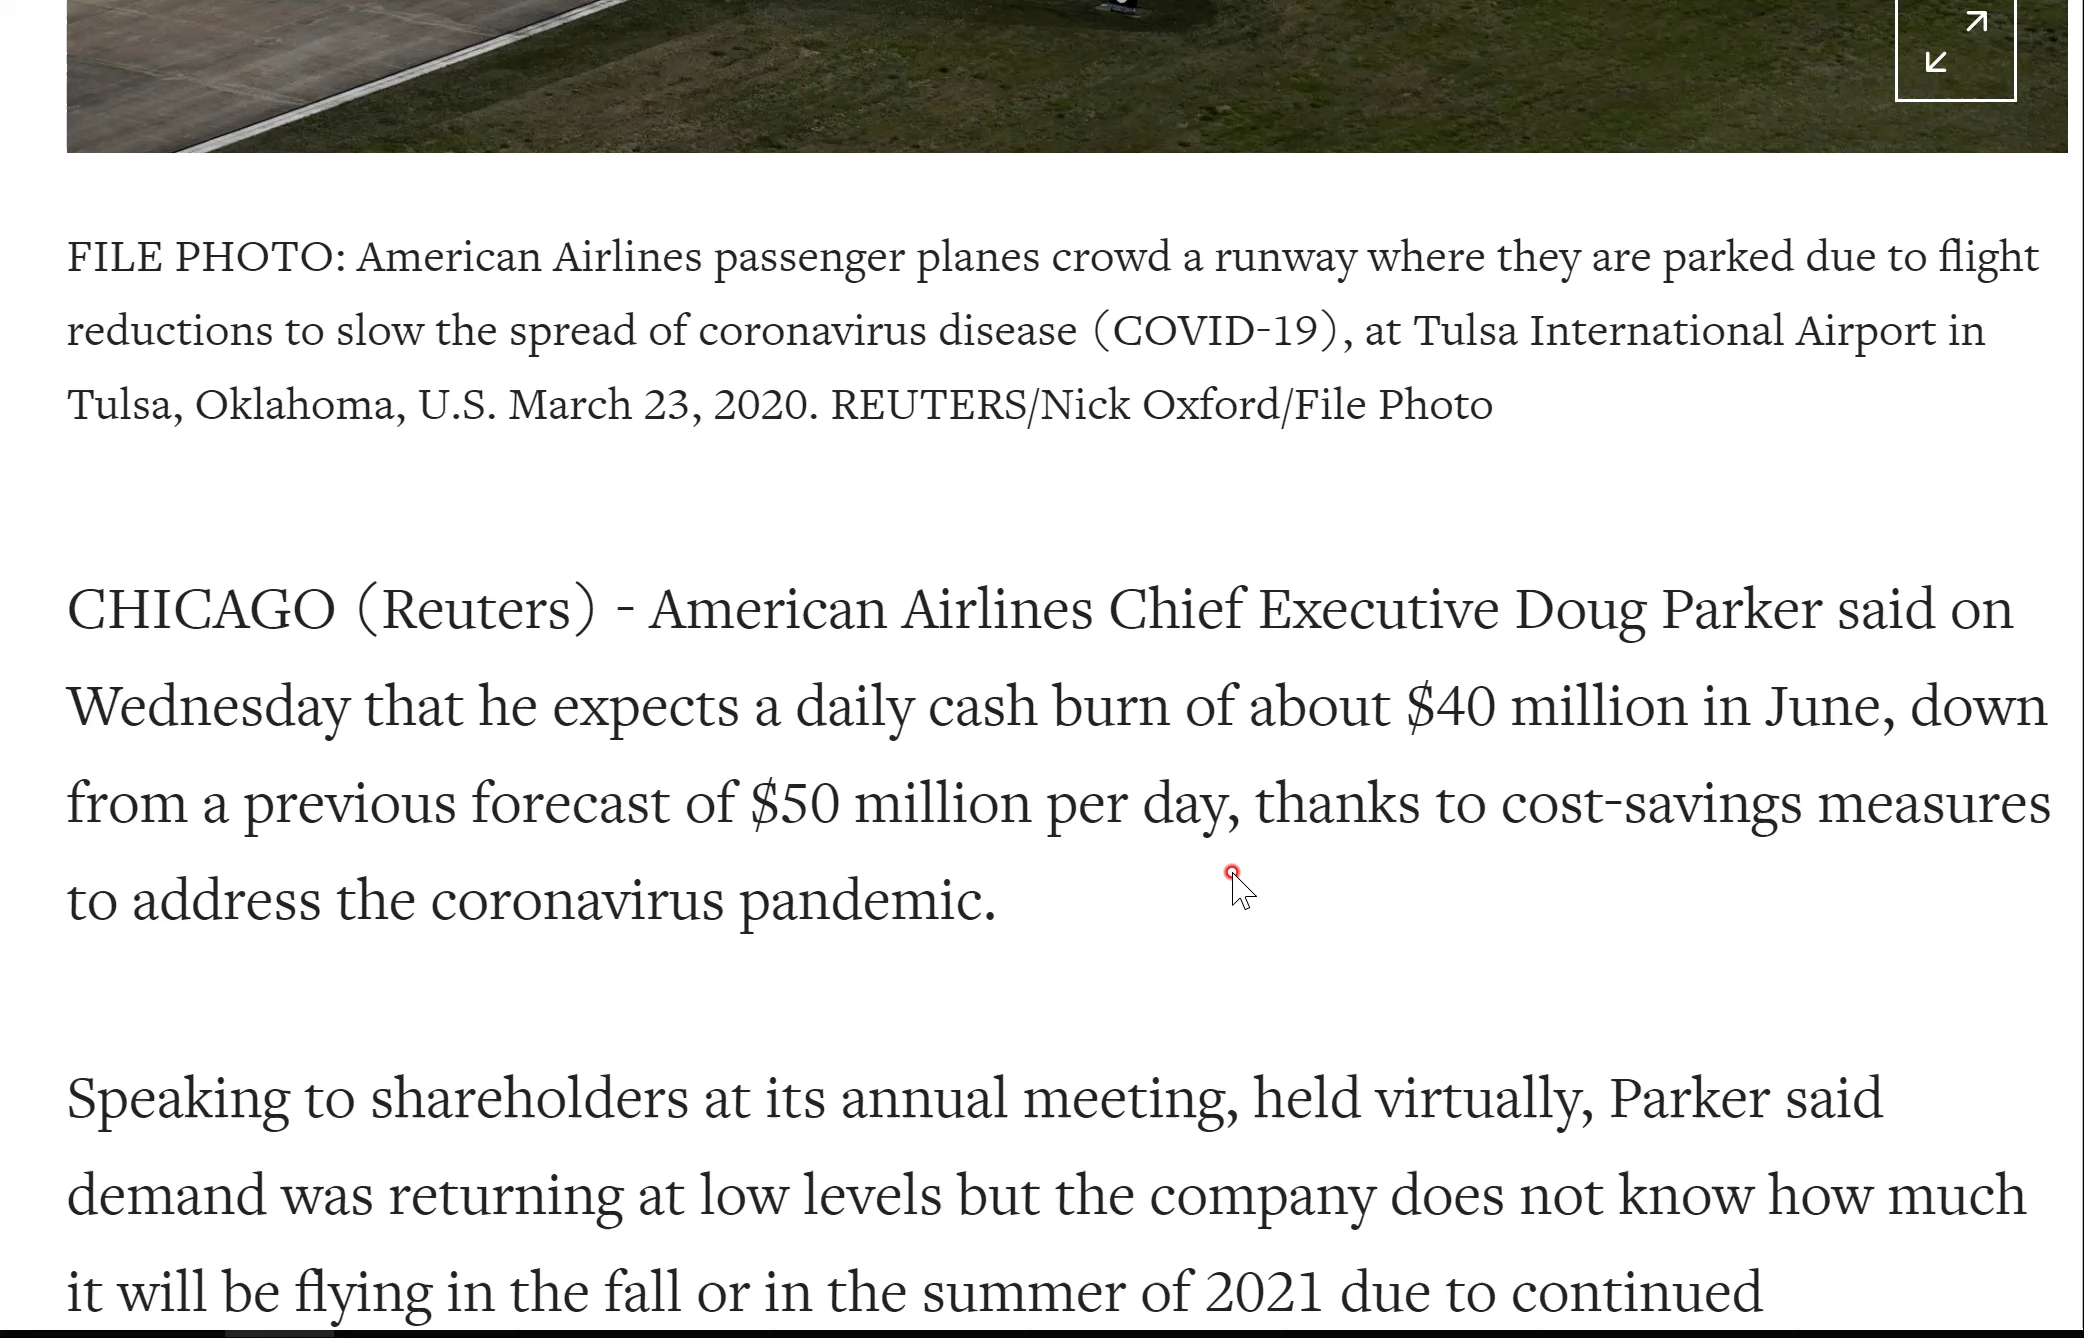 FILE PHOTO: American Airlines passenger planes crowd a runway where they are parked due to flight
reductions to slow the spread of coronavirus disease (COVID-19), at Tulsa International Airport in
Tulsa, Oklahoma, U.S. March 23, 2020. REUTERS/Nick Oxford/File Photo
CHICAGO (Reuters) - American Airlines Chief Executive Doug Parker said on
Wednesday that he expects a daily cash burn of about $40 million in June, down
from a previous forecast of $50 million per day, thanks to cost-savings measures
to address the coronavirus pandemic.
Speaking to shareholders at its annual meeting, held virtually, Parker said
demand was returning at low levels but the company does not know how much
it will be flying in the fall or in the summer of 2021 due to continued